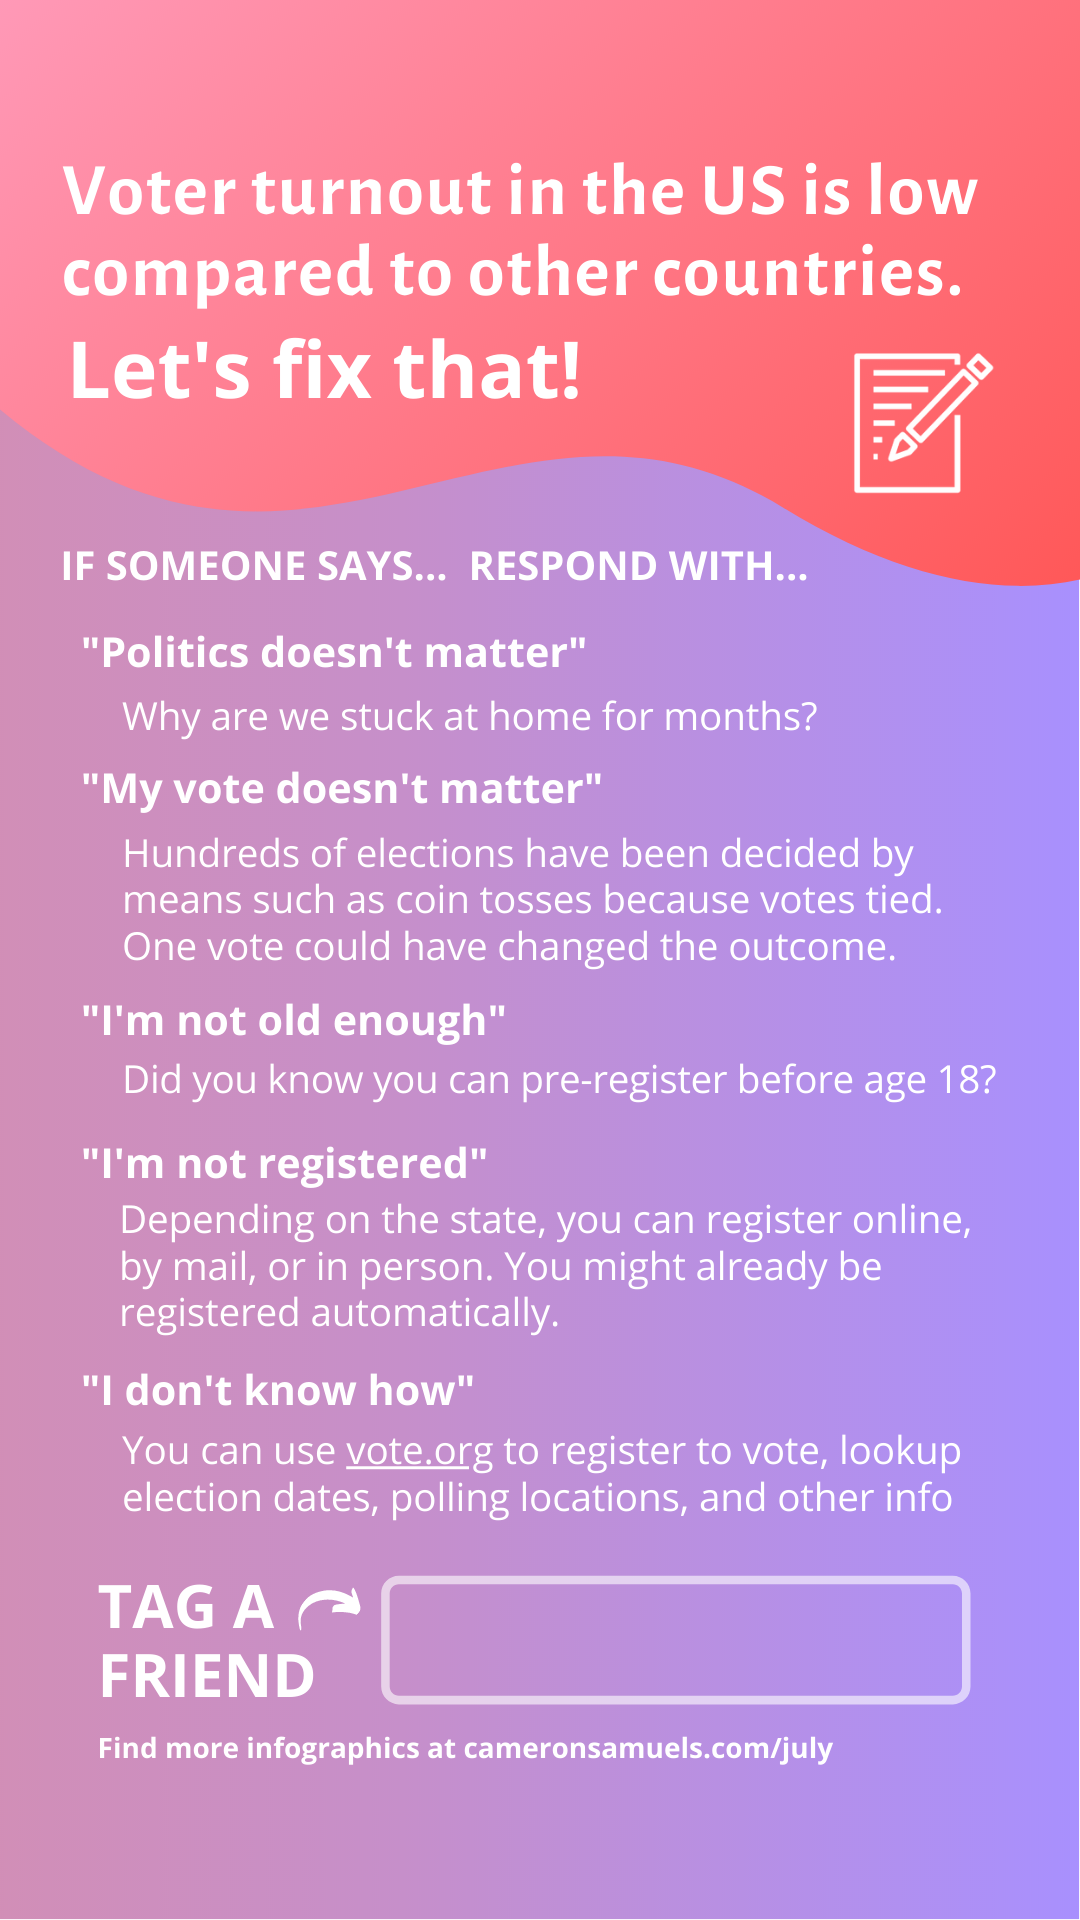 Voter turnout in the US is low
compared to other countries.
Let's fix that!
IF SOMEONE SAYS... RESPOND WITH...
"Politics doesn't matter"
Why are we stuck at home for months?
"My vote doesn't matter"
Hundreds of elections have been decided by
means such as coin tosses because votes tied.
One vote could have changed the outcome.
"I'm not old enough"
Did you know you can pre-register before age 18?
"I'm not registered"
Depending on the state, you can register online,
by mail, or in person. You might already be
registered automatically.
"I don't know how"
You can use vote.org to register to vote, lookup
election dates, polling locations, and other info
TAG A
FRIEND
Find more infographics at cameronsamuels.com/july